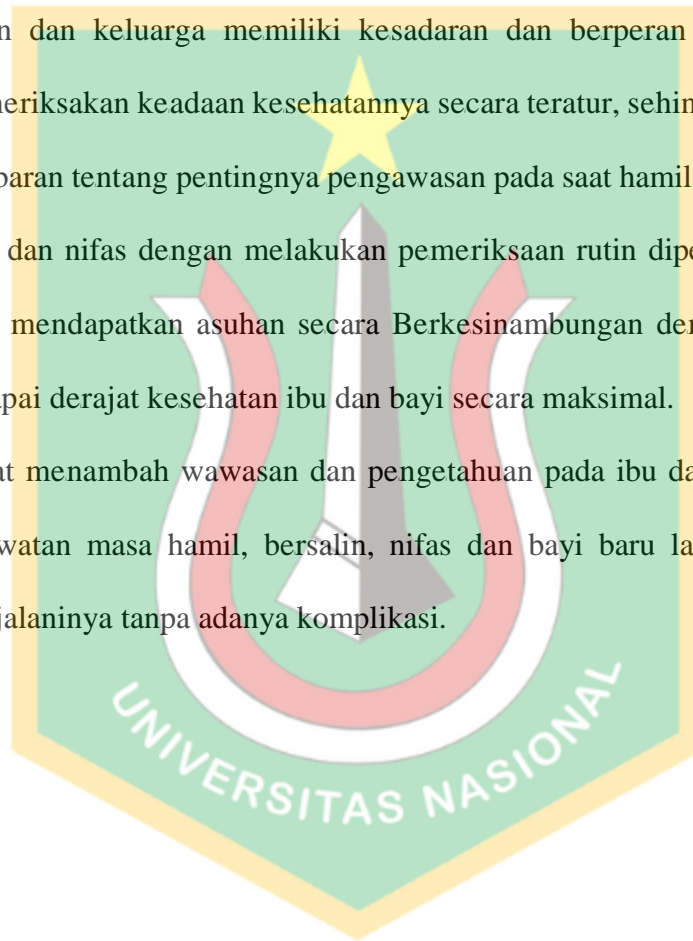 n dan keluarga memiliki kesadaran dan berperan
eriksakan keadaan kesehatannya secara teratur, sehin
baran tentang pentingnya pengawasan pada saat hamil
dan nifas dengan melakukan pemeriksaan rutin dipe
mendapatkan asuhan secara Berkesinambungan den
pai derajat kesehatan ibu dan bayi secara maksimal.
at menambah wawasan dan pengetahuan pada ibu da
watan masa hamil, bersalin, nifas dan bayi baru la
jalaninya tanpa adanya komplikasi.
UNIVERSITAS NASIONAL